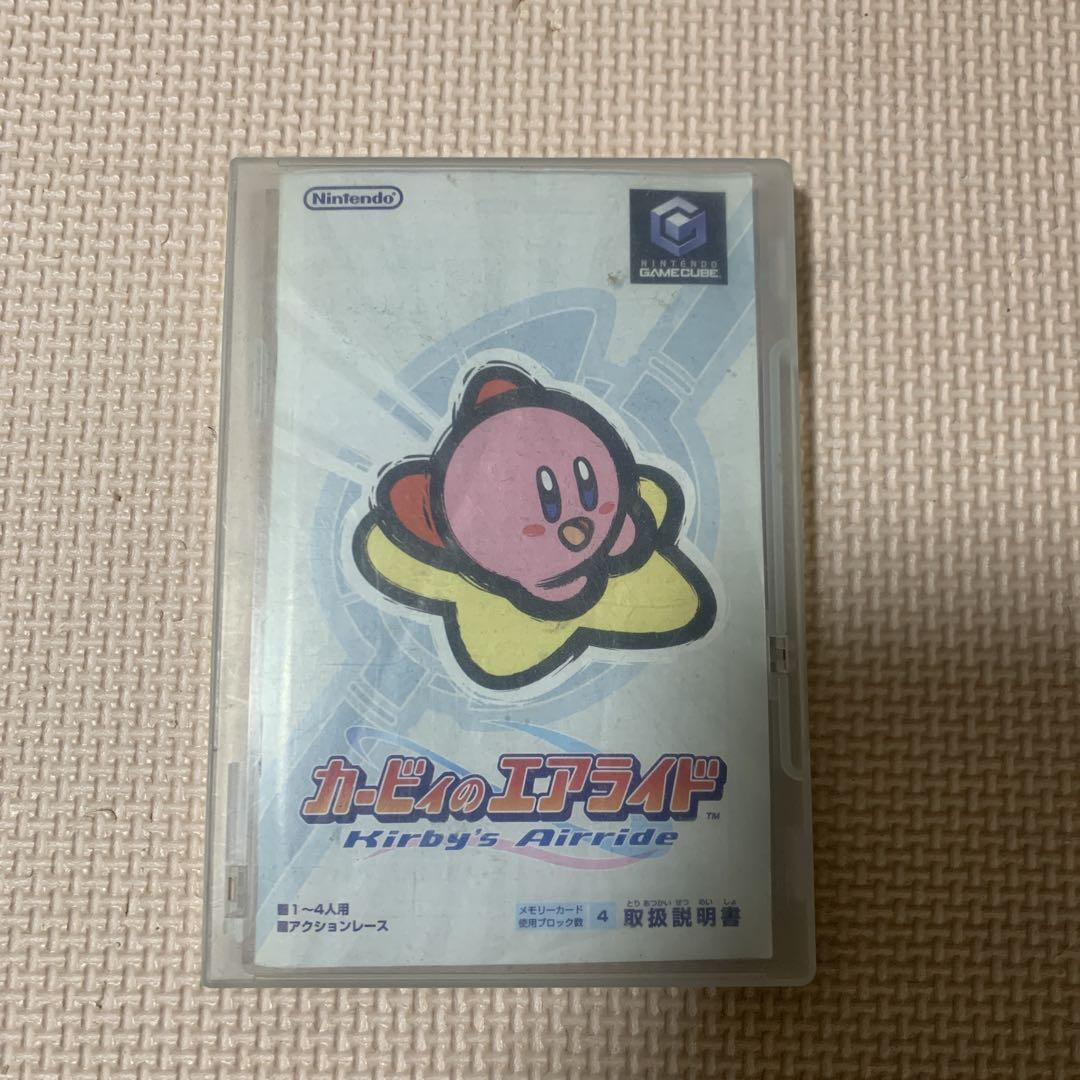 Nintendo
NINTENDO
GAMECUBE
カービィのエアライド TM
Kirby's Airride
■1〜4人用
■アクションレース
メモリーカード
使用ブロック数
4
とり あつかい せつ めい しょ
取扱説明書